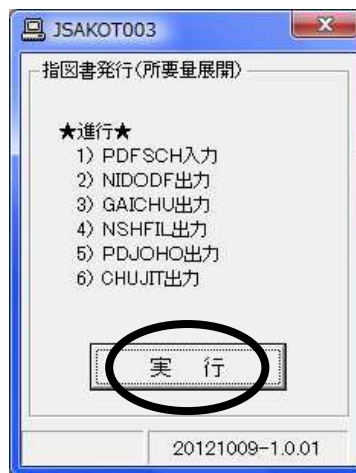 JSAKOT003
指図書発行(所要量展開)
★進行★
1) PDFSCH入力
2) NIDODF出力
3) GAICHU出力
4) NSHFIL出力
5) PDJOHO出力
6) CHUJIT出力
実 行
20121009-1.0.01